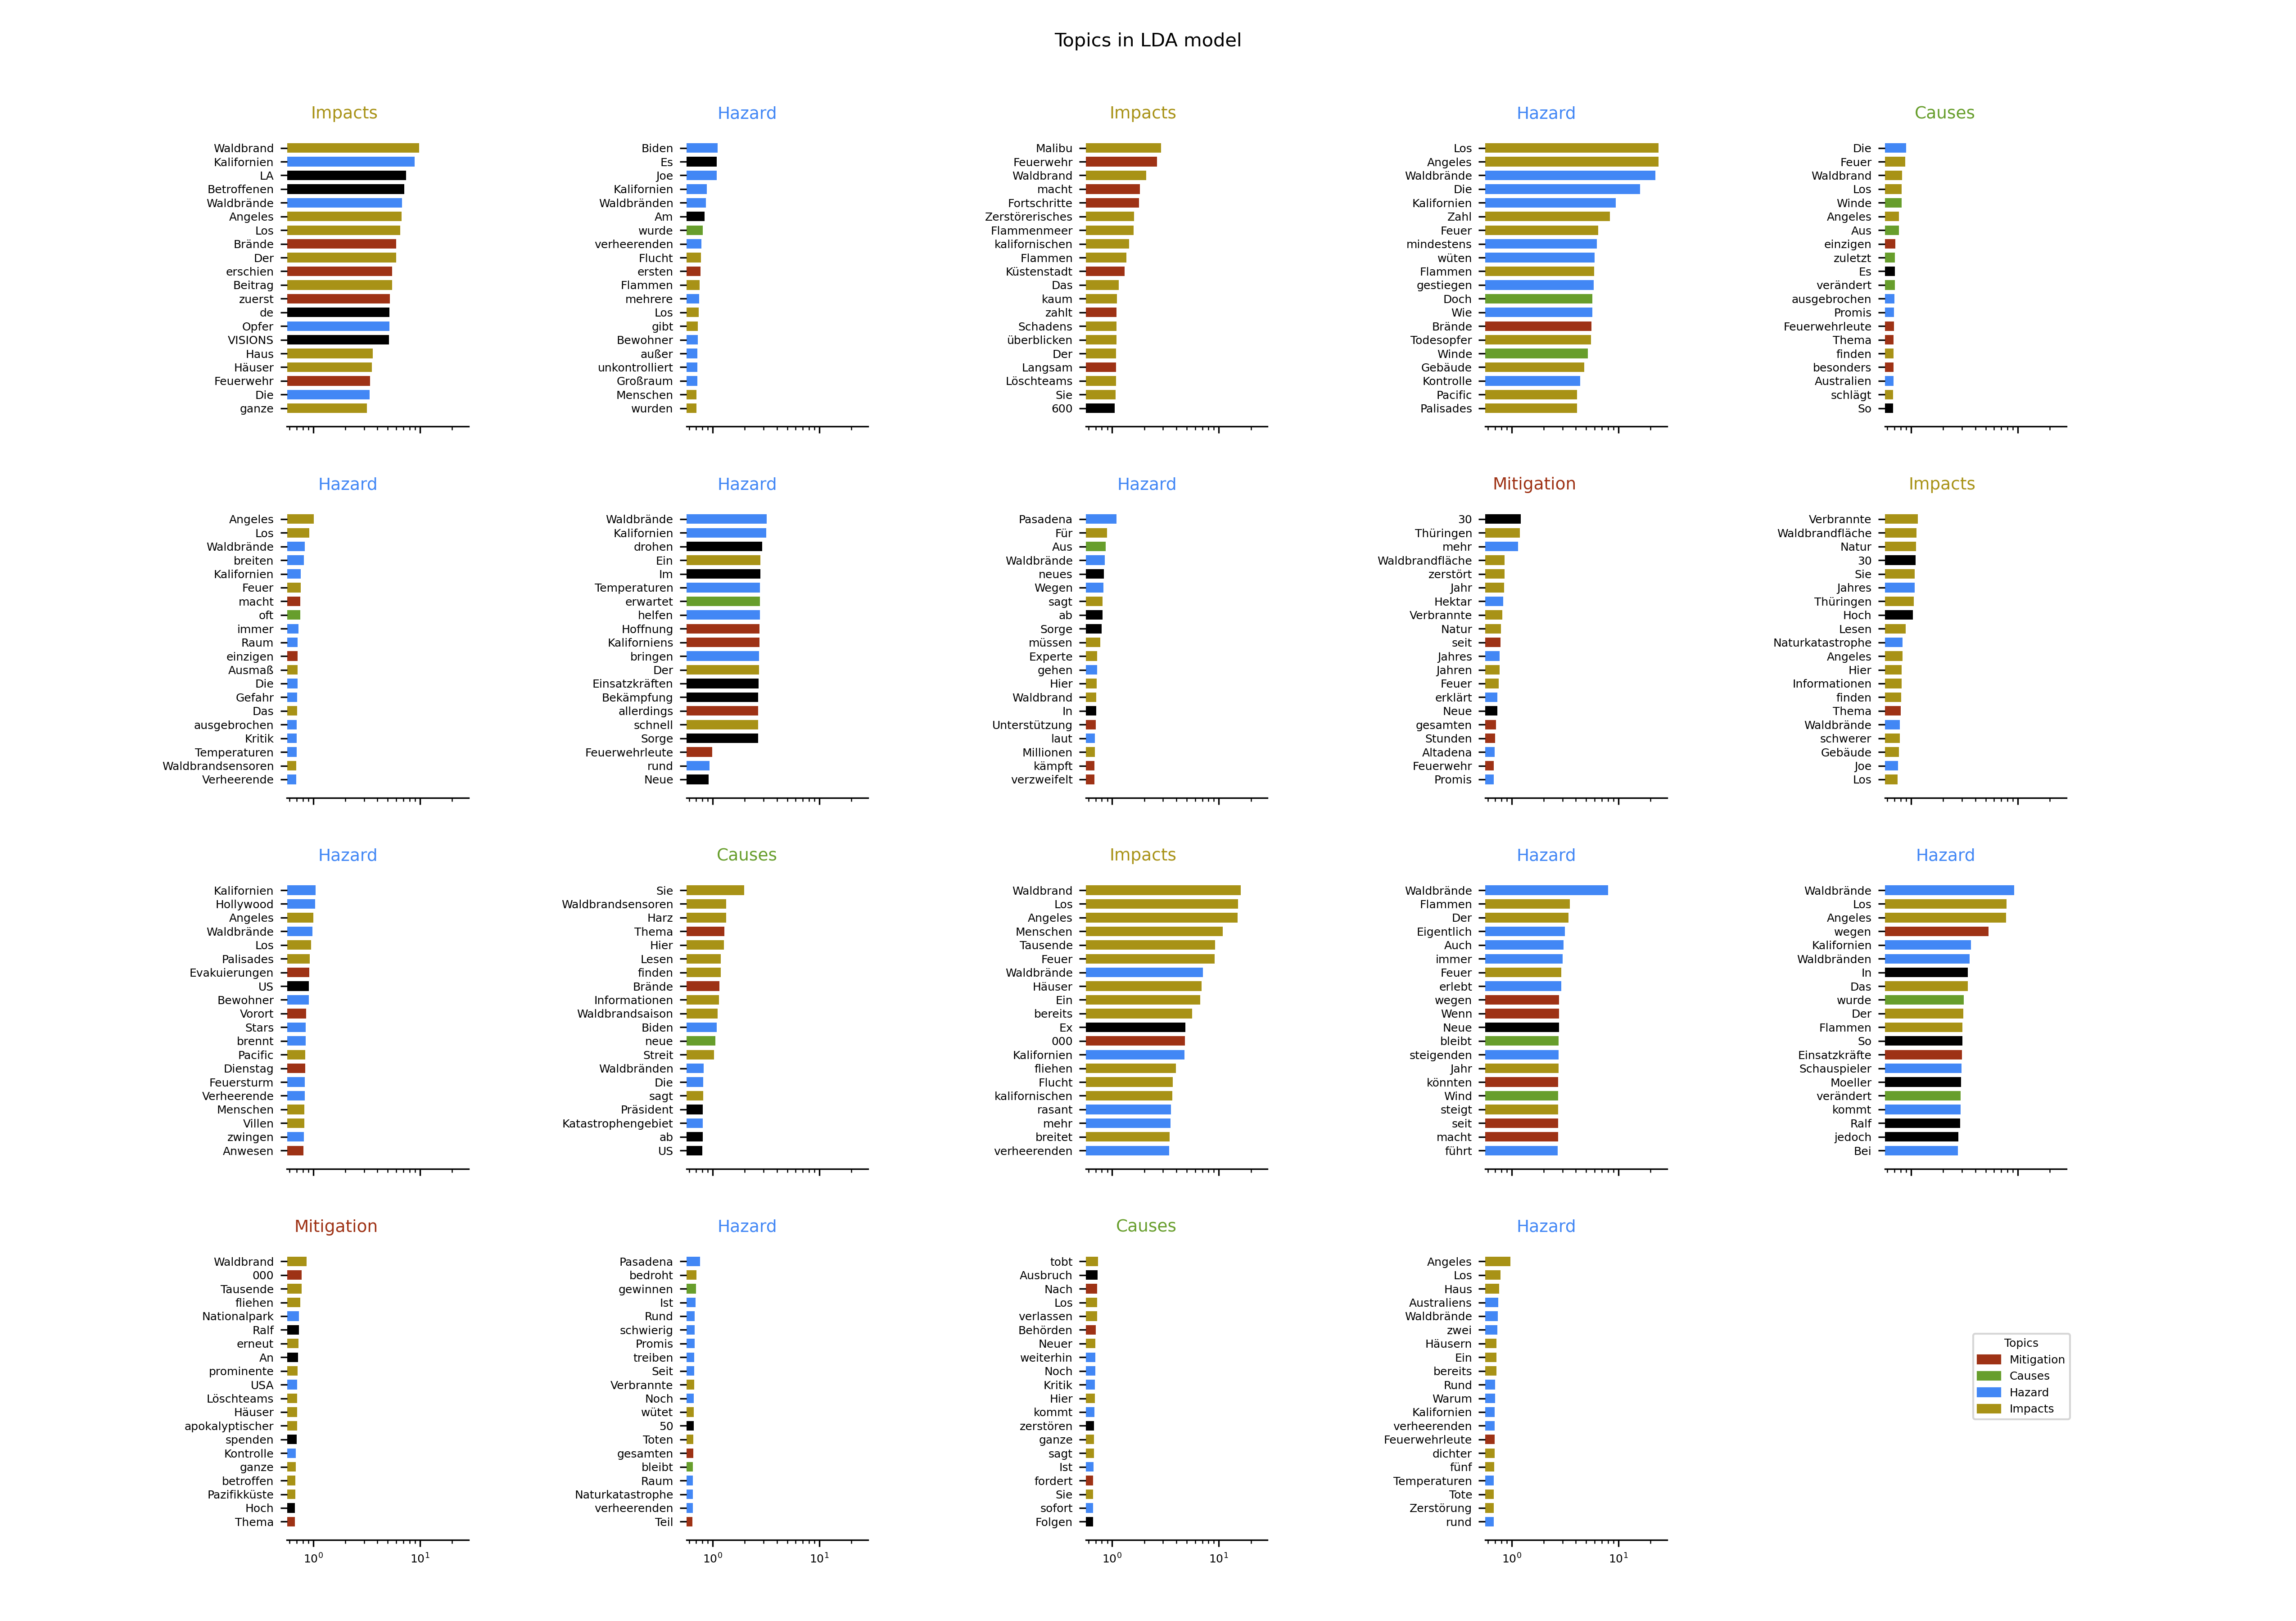 Topics in LDA model
Impacts
Waldbrand
Kalifornien
LA
Betroffenen
Waldbrände
Angeles
Los
Brände
Der
erschien
Beitrag
zuerst
de
Opfer
VISIONS
Haus
Häuser
Feuerwehr
Die
ganze
Hazard
Biden
Es
Joe
Kalifornien
Waldbränden
Am
wurde
verheerenden
Flucht
ersten
Flammen
mehrere
Los
gibt
Bewohner
außer
unkontrolliert
Großraum
Menschen
wurden
Impacts
Malibu
Feuerwehr
Waldbrand
macht
Fortschritte
Zerstörerisches
Flammenmeer
kalifornischen
Flammen
Küstenstadt
Das
kaum
zahlt
Schadens
überblicken
Der
Langsam
Löschteams
Sie
600
Hazard
Los
Angeles
Waldbrände
Die
Kalifornien
Zahl
Feuer
mindestens
wüten
Flammen
gestiegen
Doch
Wie
Brände
Todesopfer
Winde
Gebäude
Kontrolle
Pacific
Palisades
Causes
Die
Feuer
Waldbrand
Los
Winde
Angeles
Aus
einzigen
zuletzt
Es
verändert
ausgebrochen
Promis
Feuerwehrleute
Thema
finden
besonders
Australien
schlägt
So
Hazard
Angeles
Los
Waldbrände
breiten
Kalifornien
Feuer
macht
oft
immer
Raum
einzigen
Ausmaß
Die
Gefahr
Das
ausgebrochen
Kritik
Temperaturen
Waldbrandsensoren
Verheerende
Hazard
Waldbrände
Kalifornien
drohen
Ein
Im
Temperaturen
erwartet
helfen
Hoffnung
Kaliforniens
bringen
Der
Einsatzkräften
Bekämpfung
allerdings
schnell
Sorge
Feuerwehrleute
rund
Neue
Hazard
Pasadena
Für
Aus
Waldbrände
neues
Wegen
sagt
ab
Sorge
müssen
Experte
gehen
Hier
Waldbrand
In
Unterstützung
laut
Millionen
kämpft
verzweifelt
Mitigation
30
Thüringen
mehr
Waldbrandfläche
zerstört
Jahr
Hektar
Verbrannte
Natur
seit
Jahres
Jahren
Feuer
erklärt
Neue
gesamten
Stunden
Altadena
Feuerwehr
Promis
Impacts
Verbrannte
Waldbrandfläche
Natur
30
Sie
Jahres
Thüringen
Hoch
Lesen
Naturkatastrophe
Angeles
Hier
Informationen
finden
Thema
Waldbrände
schwerer
Gebäude
Joe
Los
Hazard
Kalifornien
Hollywood
Angeles
Waldbrände
Los
Palisades
Evakuierungen
US
Bewohner
Vorort
Stars
brennt
Pacific
Dienstag
Feuersturm
Verheerende
Menschen
Villen
zwingen
Anwesen
Causes
Sie
Waldbrandsensoren
Harz
Thema
Hier
Lesen
finden
Brände
Informationen
Waldbrandsaison
Biden
neue
Streit
Waldbränden
Die
sagt
Präsident
Katastrophengebiet
ab
US
Impacts
Waldbrand
Los
Angeles
Menschen
Tausende
Feuer
Waldbrände
Häuser
Ein
bereits
Ex
000
Kalifornien
fliehen
Flucht
kalifornischen
rasant
mehr
breitet
verheerenden
Hazard
Waldbrände
Flammen
Der
Eigentlich
Auch
immer
Feuer
erlebt
wegen
Wenn
Neue
bleibt
steigenden
Jahr
könnten
Wind
steigt
seit
macht
führt
Hazard
Waldbrände
Los
Angeles
wegen
Kalifornien
Waldbränden
In
Das
wurde
Der
Flammen
So
Einsatzkräfte
Schauspieler
Moeller
verändert
kommt
Ralf
jedoch
Bei
Mitigation
Waldbrand
000
Tausende
fliehen
Nationalpark
Ralf
erneut
An
prominente
USA
Löschteams
Häuser
apokalyptischer
spenden
Kontrolle
ganze
betroffen
Pazifikküste
Hoch
Thema
10⁰ 10¹
Hazard
Pasadena
bedroht
gewinnen
Ist
Rund
schwierig
Promis
treiben
Seit
Verbrannte
Noch
wütet
50
Toten
gesamten
bleibt
Raum
Naturkatastrophe
verheerenden
Teil
10⁰ 10¹
Causes
tobt
Ausbruch
Nach
Los
verlassen
Behörden
Neuer
weiterhin
Noch
Kritik
Hier
kommt
zerstören
ganze
sagt
Ist
fordert
Sie
sofort
Folgen
10⁰ 10¹
Hazard
Angeles
Los
Haus
Australiens
Waldbrände
zwei
Häusern
Ein
bereits
Rund
Warum
Kalifornien
verheerenden
Feuerwehrleute
dichter
fünf
Temperaturen
Tote
Zerstörung
rund
10⁰ 10¹
Topics
Mitigation
Causes
Hazard
Impacts